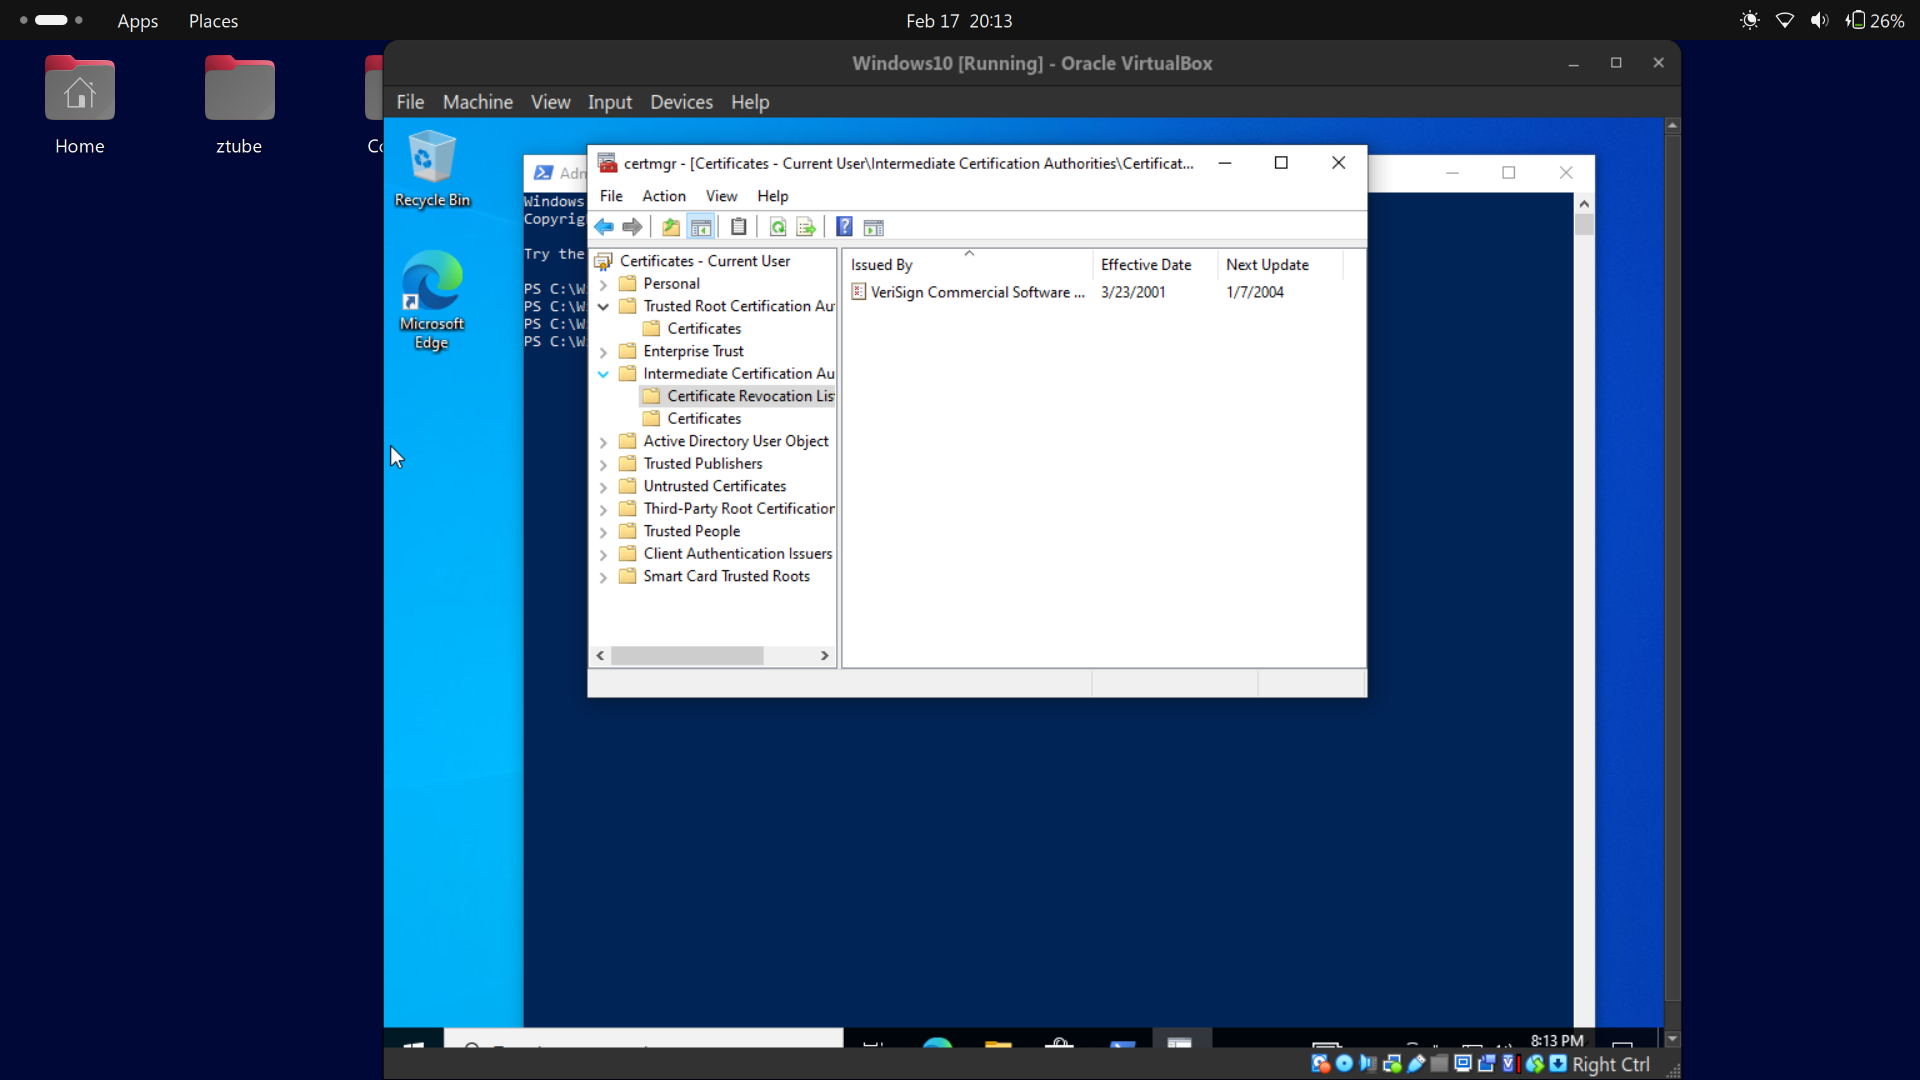 Apps
Places
Feb 17 20:13
26%
Home
ztube
Windows10 [Running] - Oracle VirtualBox
File Machine View Input Devices Help
Recycle Bin
Microsoft
Edge
Adn
Windows
Copyrig
Try the
PS C:\W
PS C:\W
PS C:\W
PS C:\W
certmgr - [Certificates - Current User\Intermediate Certification Authorities\Certificat...
File Action View Help
Certificates - Current User
Personal
Trusted Root Certification Au
Certificates
Enterprise Trust
Intermediate Certification Au
Certificate Revocation Lis
Certificates
Active Directory User Object
Trusted Publishers
Untrusted Certificates
Third-Party Root Certification
Trusted People
Client Authentication Issuers
Smart Card Trusted Roots
Issued By Effective Date Next Update
VeriSign Commercial Software ... 3/23/2001 1/7/2004
8:13 PM
Right Ctrl